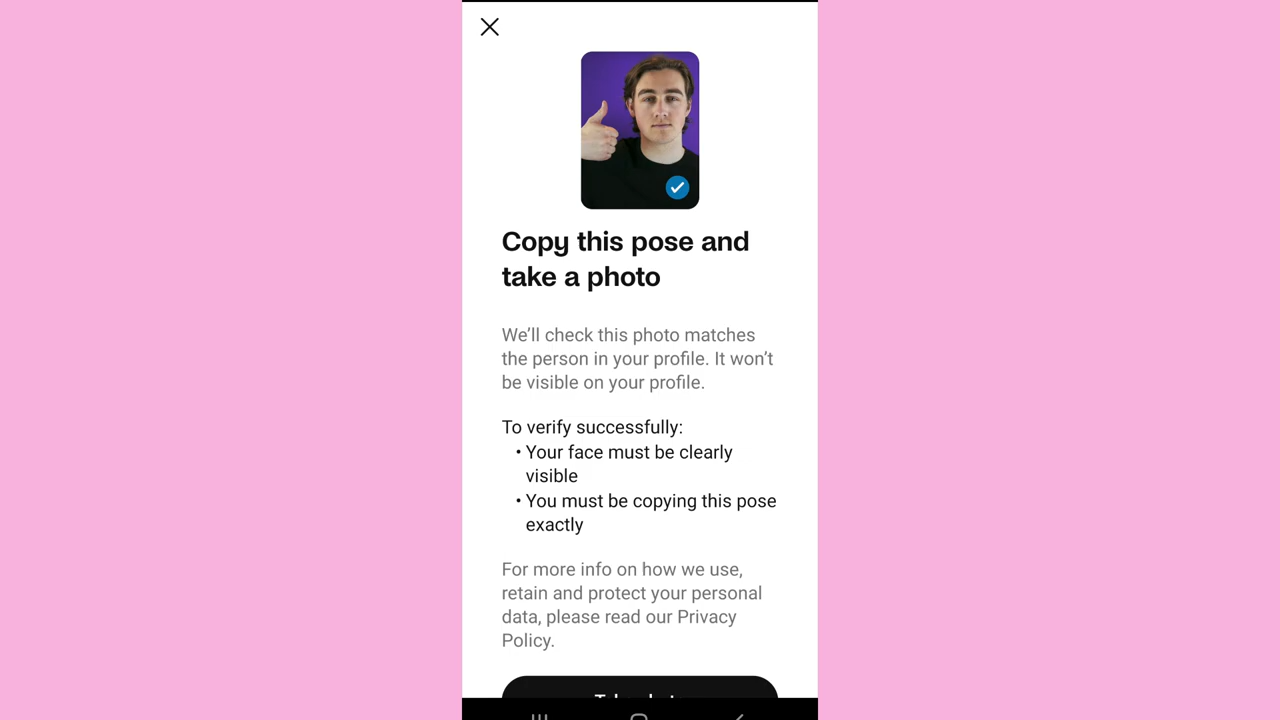 Copy this pose and
take a photo
We'll check this photo matches
the person in your profile. It won't
be visible on your profile.
To verify successfully:
• Your face must be clearly
visible
• You must be copying this pose
exactly
For more info on how we use,
retain and protect your personal
data, please read our Privacy
Policy.